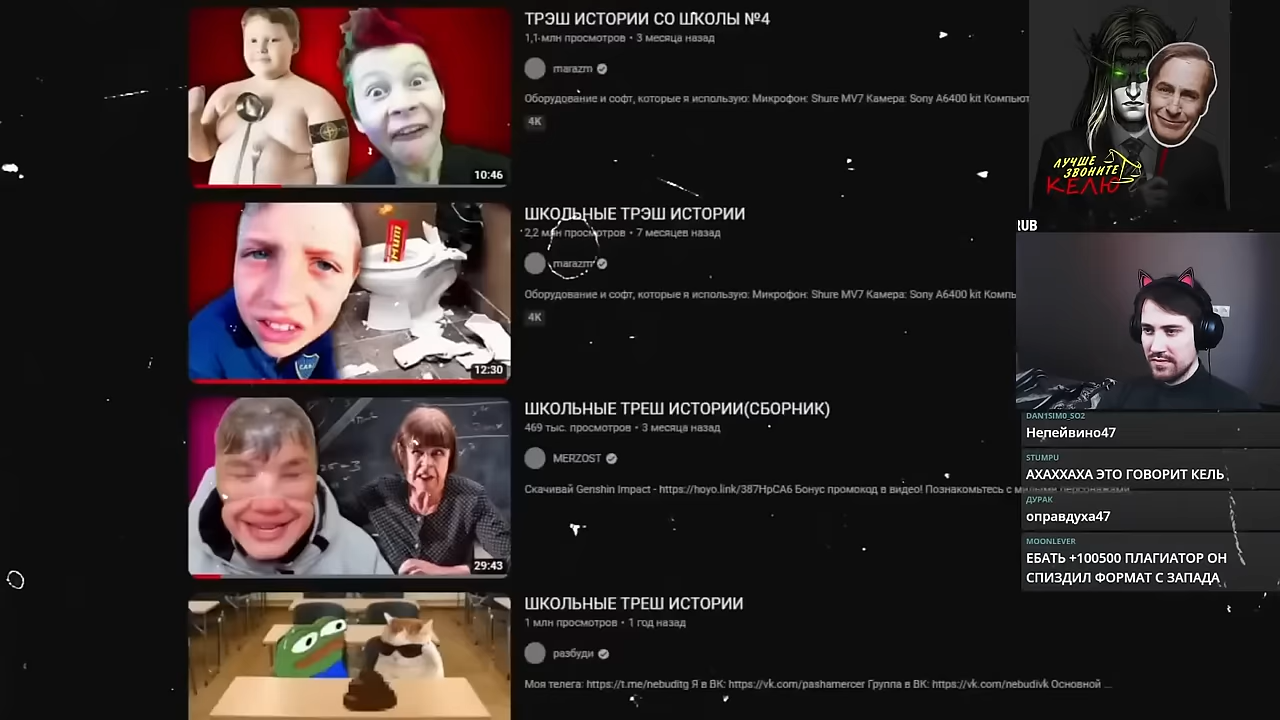 ТРЭШ ИСТОРИИ СО ШКОЛЫ №4
1,1 млн просмотров • 3 месяца назад
marazm
Оборудование и софт, которые я использую: Микрофон: Shure MV7 Камера: Sony A6400 kit Компьют
4K
10:46
ШКОЛЬНЫЕ ТРЭШ ИСТОРИИ
2,2 млн просмотров • 7 месяцев назад
marazm
Оборудование и софт, которые я использую: Микрофон: Shure MV7 Камера: Sony A6400 kit Компь
4K
12:30
ШКОЛЬНЫЕ ТРЕШ ИСТОРИИ(СБОРНИК)
469 тыс. просмотров • 3 месяца назад
MERZOST
Скачивай Genshin Impact - https://hoyo.link/387HpCA6 Бонус промокод в видео! Познакомьтесь с милыми персонажами
29:43
ШКОЛЬНЫЕ ТРЕШ ИСТОРИИ
1 млн просмотров • 1 год назад
разбуди
Моя телега: https://t.me/nebuditg Я в ВК: https://vk.com/pashamercer Группа в ВК: https://vk.com/nebudivk Основной ...
ЛУЧШЕ
ЗВОНИТЕ
КЕЛЮ
RUB
DAN1SIM0_SO2
Непейвино47
STUMPU
АХАХХАХА ЭТО ГОВОРИТ КЕЛЬ
ДУРАК
оправдуха47
MOONLEVER
ЕБАТЬ +100500 ПЛАГИАТОР ОН
СПИЗДИЛ ФОРМАТ С ЗАПАДА